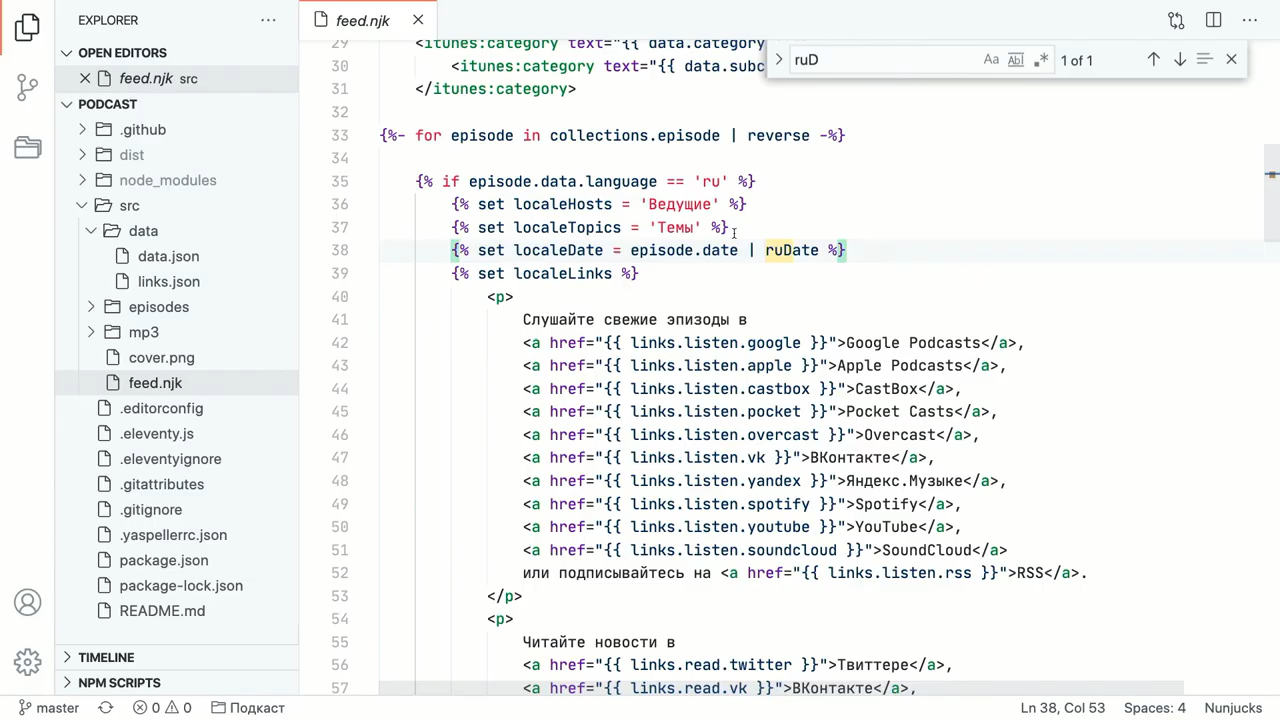 EXPLORER
···
feed.njk
OPEN EDITORS
feed.njk src
PODCAST
.github
dist
node_modules
src
data
data.json
links.json
episodes
mp3
cover.png
feed.njk
.editorconfig
.eleventy.js
.eleventyignore
.gitattributes
.gitignore
.yaspellerrc.json
package.json
package-lock.json
README.md
TIMELINE
NPM SCRIPTS
ruD
Aa
Abl
1 of 1
29 <itunes:category text="{{ data.category
30 <itunes:category text="{{ data.subc
31 </itunes:category>
32
33 {%- for episode in collections.episode | reverse -%}
34
35 {% if episode.data.language == 'ru' %}
36 {% set localeHosts = 'Ведущие' %}
37 {% set localeTopics = 'Темы' %}
38 {% set localeDate = episode.date | ruDate %}
39 {% set localeLinks %}
40 <p>
41 Слушайте свежие эпизоды в
42 <a href="{{ links.listen.google }}">Google Podcasts</a>,
43 <a href="{{ links.listen.apple }}">Apple Podcasts</a>,
44 <a href="{{ links.listen.castbox }}">CastBox</a>,
45 <a href="{{ links.listen.pocket }}">Pocket Casts</a>,
46 <a href="{{ links.listen.overcast }}">Overcast</a>,
47 <a href="{{ links.listen.vk }}">ВКонтакте</a>,
48 <a href="{{ links.listen.yandex }}">Яндекс.Музыке</a>,
49 <a href="{{ links.listen.spotify }}">Spotify</a>,
50 <a href="{{ links.listen.youtube }}">YouTube</a>,
51 <a href="{{ links.listen.soundcloud }}">SoundCloud</a>
52 или подписывайтесь на <a href="{{ links.listen.rss }}">RSS</a>.
53 </p>
54 <p>
55 Читайте новости в
56 <a href="{{ links.read.twitter }}">Твиттере</a>,
57 <a href="{{ links.read.vk }}">ВКонтакте</a>,
master
0
0
Подкаст
Ln 38, Col 53
Spaces: 4
Nunjucks